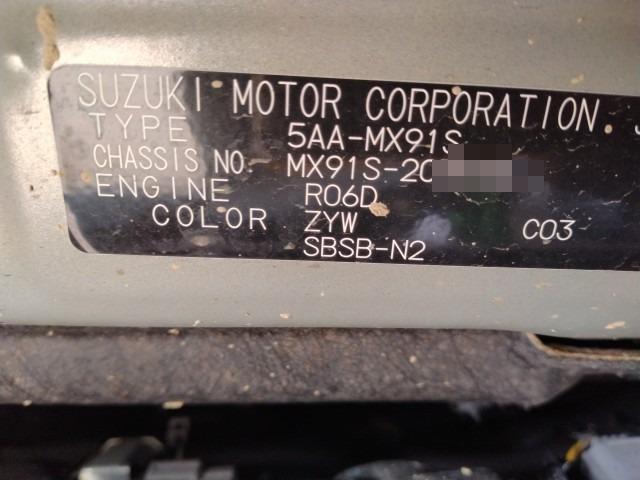 SUZUKI MOTOR CORPORATION.
TYPE 5AA-MX91S
CHASSIS NO. MX91S-20
ENGINE R06D
COLOR ZYW C03
SBSB-N2